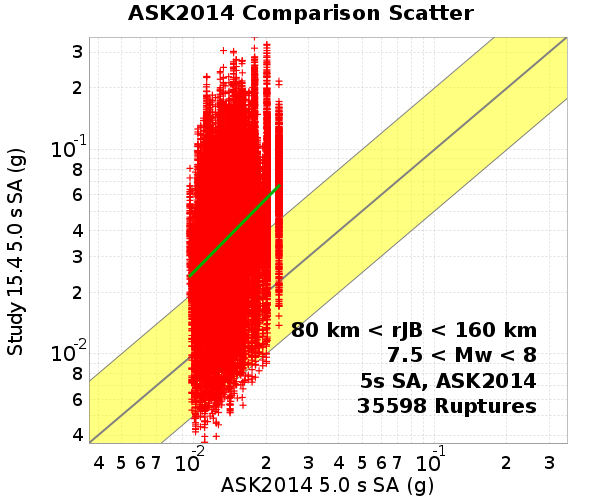 ASK2014 Comparison Scatter
Study 15.4 5.0 s SA (g)
3
2
10-1
8
6
4
3
2
10-2
8
6
4
80 km < rJB < 160 km
7.5 < Mw < 8
5s SA, ASK2014
35598 Ruptures
4 5 6 7 10-2 2 3 4 5 6 7 10-1 2 3
ASK2014 5.0 s SA (g)